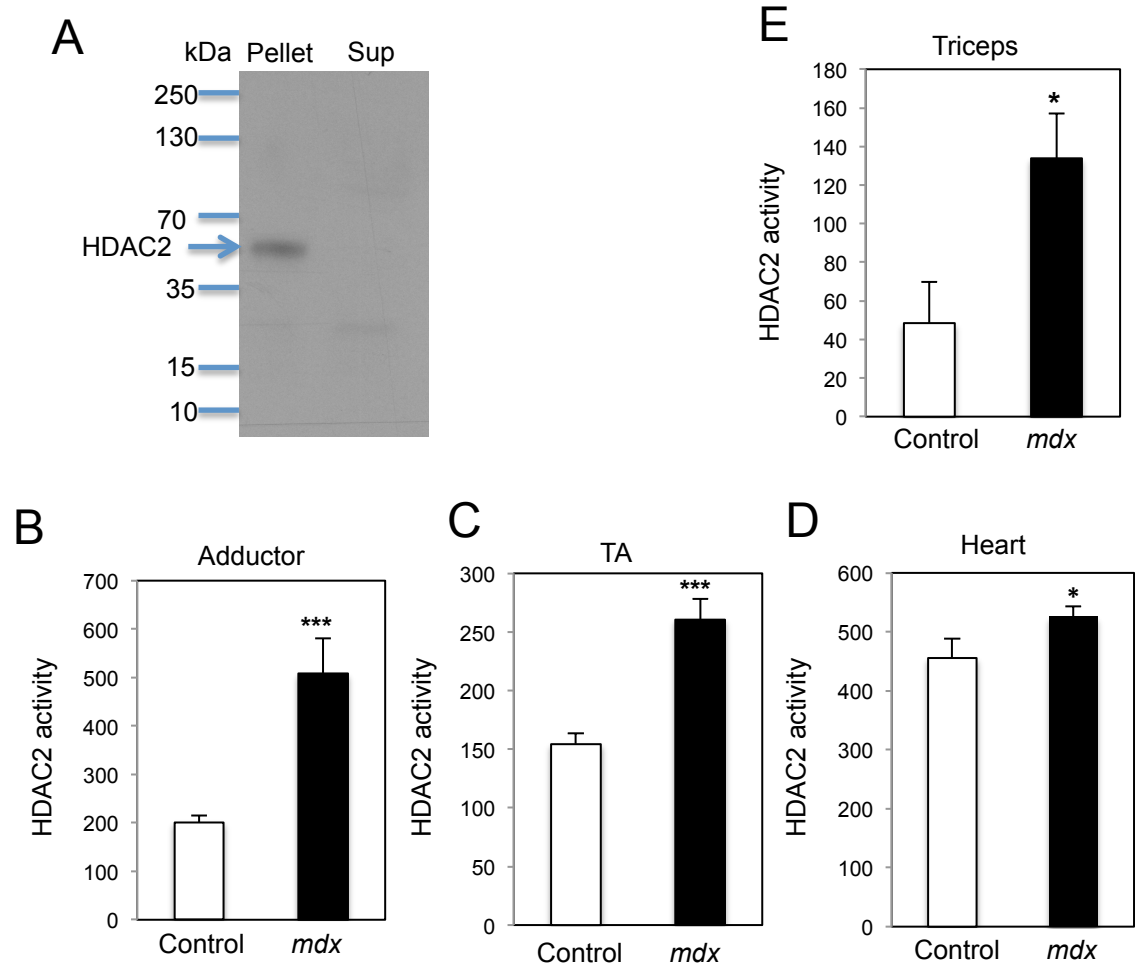 A
kDa Pellet Sup
250
130
70
HDAC2
35
15
10
E
Triceps
180
160
140
120
100
80
60
40
20
0
HDAC2 activity
*
Control mdx
B
Adductor
700
600
500
400
300
200
100
0
HDAC2 activity
***
Control mdx
C
TA
300
250
200
150
100
50
0
HDAC2 activity
***
Control mdx
D
Heart
600
500
400
300
200
100
0
HDAC2 activity
*
Control mdx